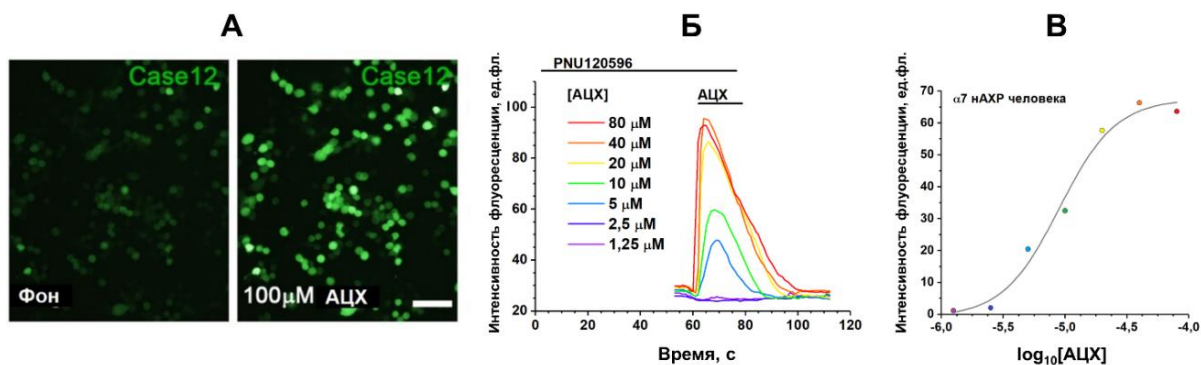 А
Case12
Case12
Фон
100μM АЦХ
Б
Интенсивность флуоресценции, ед.фл.
PNU120596
[АЦХ]
АЦХ
80 μM
40 μM
20 μM
10 μM
5 μM
2,5 μM
1,25 μM
100
80
60
40
20
0 20 40 60 80 100 120
Время, с
В
Интенсивность флуоресценции, ед.фл.
α7 нАХР человека
70
60
50
40
30
20
10
0
-6,0 -5,5 -5,0 -4,5 -4,0
log10[АЦХ]